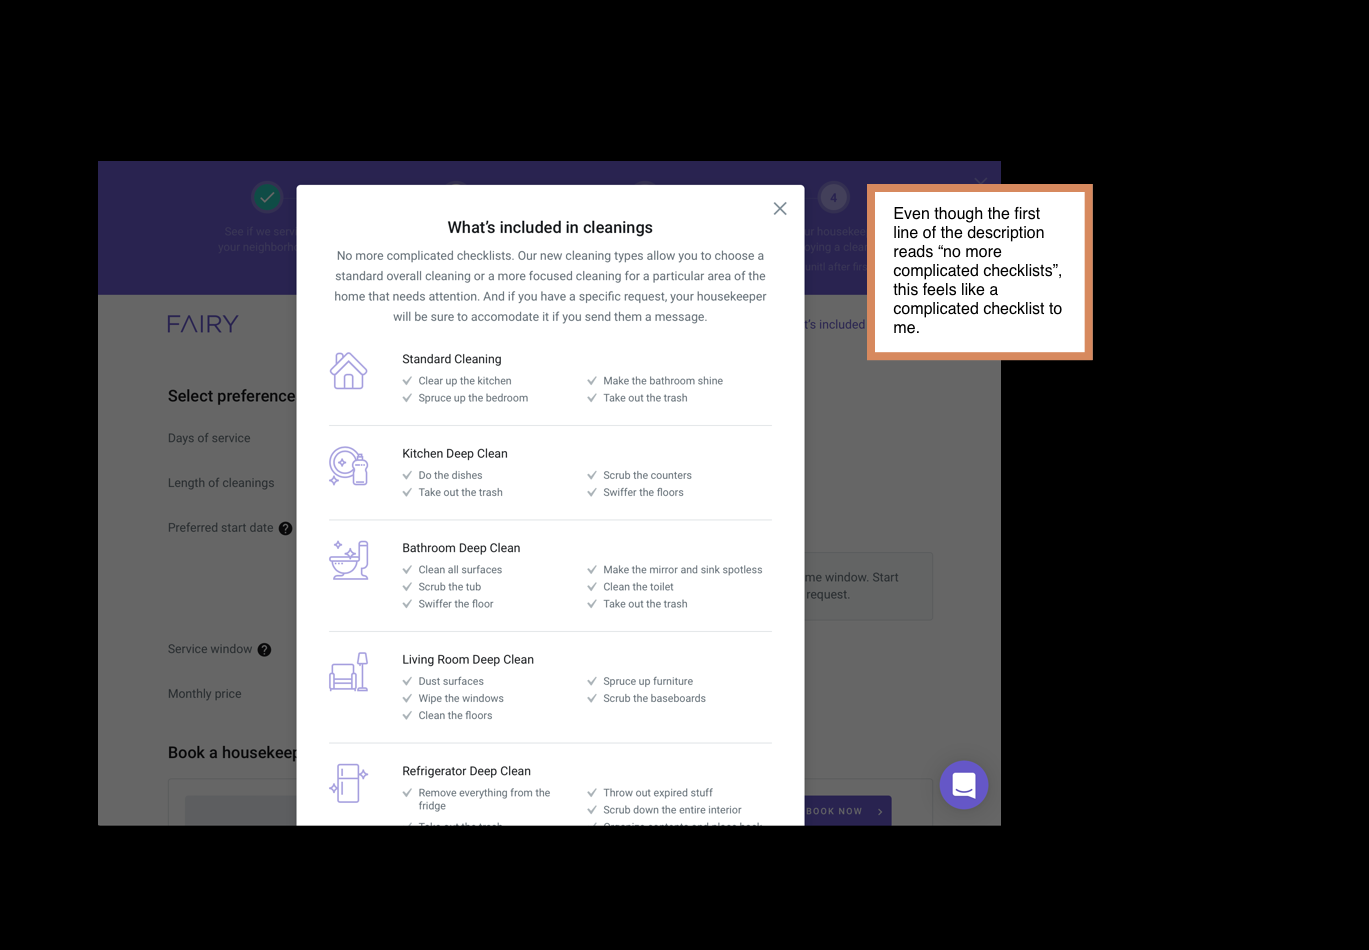 4
See if we serv
your neighborh
ur housekeep
oying a clea
FAIRY
t's included
Select preference
Days of service
Length of cleanings
Preferred start date ?
me window. Start
request.
Service window ?
Monthly price
Book a housekeep
BOOK NOW
What's included in cleanings
No more complicated checklists. Our new cleaning types allow you to choose a
standard overall cleaning or a more focused cleaning for a particular area of the
home that needs attention. And if you have a specific request, your housekeeper
will be sure to accomodate it if you send them a message.
Standard Cleaning
Clear up the kitchen
Make the bathroom shine
Spruce up the bedroom
Take out the trash
Kitchen Deep Clean
Do the dishes
Scrub the counters
Take out the trash
Swiffer the floors
Bathroom Deep Clean
Clean all surfaces
Make the mirror and sink spotless
Scrub the tub
Clean the toilet
Swiffer the floor
Take out the trash
Living Room Deep Clean
Dust surfaces
Spruce up furniture
Wipe the windows
Scrub the baseboards
Clean the floors
Refrigerator Deep Clean
Remove everything from the
fridge
Throw out expired stuff
Scrub down the entire interior
Even though the first
line of the description
reads “no more
complicated checklists”,
this feels like a
complicated checklist to
me.